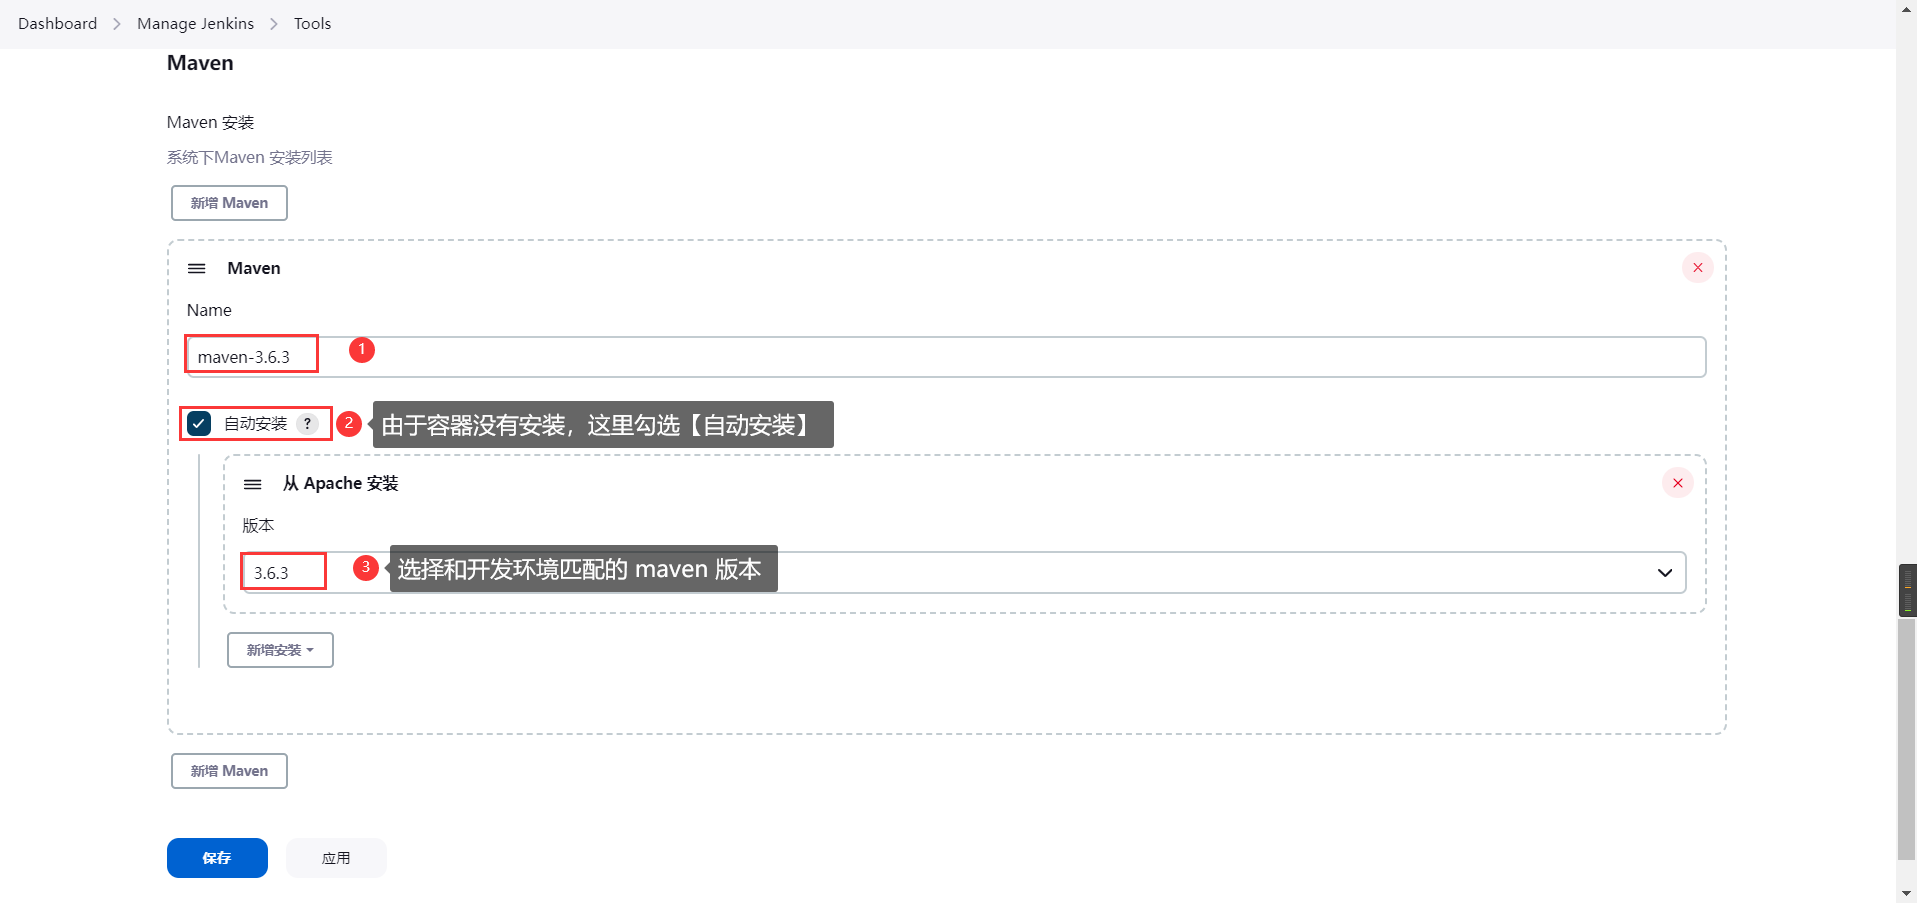 Dashboard > Manage Jenkins > Tools
Maven
Maven 安装
系统下Maven 安装列表
新增 Maven
Maven
Name
maven-3.6.3
1
自动安装 ?
2
由于容器没有安装，这里勾选【自动安装】
从 Apache 安装
版本
3.6.3
3
选择和开发环境匹配的 maven 版本
新增安装
新增 Maven
保存
应用